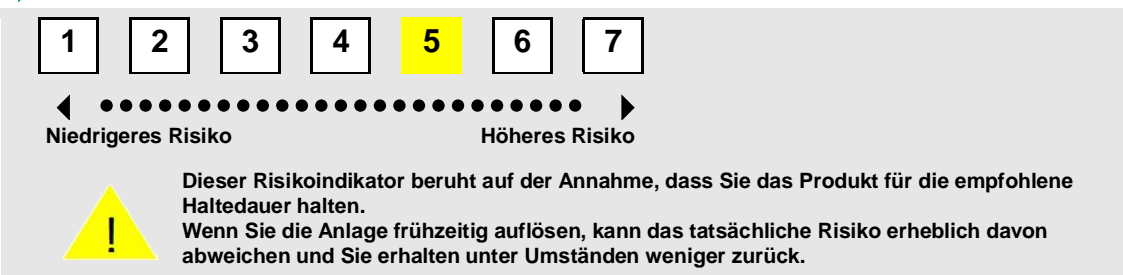 1 2 3 4 5 6 7
Niedrigeres Risiko Höheres Risiko
Dieser Risikoindikator beruht auf der Annahme, dass Sie das Produkt für die empfohlene
Haltedauer halten.
Wenn Sie die Anlage frühzeitig auflösen, kann das tatsächliche Risiko erheblich davon
abweichen und Sie erhalten unter Umständen weniger zurück.
!